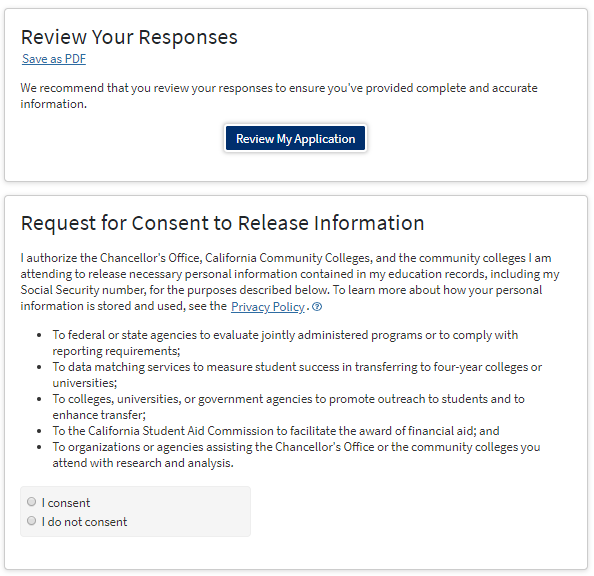 Review Your Responses
Save as PDF
We recommend that you review your responses to ensure you've provided complete and accurate
information.
Review My Application
Request for Consent to Release Information
I authorize the Chancellor's Office, California Community Colleges, and the community colleges I am
attending to release necessary personal information contained in my education records, including my
Social Security number, for the purposes described below. To learn more about how your personal
information is stored and used, see the Privacy Policy. ?
• To federal or state agencies to evaluate jointly administered programs or to comply with
reporting requirements;
• To data matching services to measure student success in transferring to four-year colleges or
universities;
• To colleges, universities, or government agencies to promote outreach to students and to
enhance transfer;
• To the California Student Aid Commission to facilitate the award of financial aid; and
• To organizations or agencies assisting the Chancellor's Office or the community colleges you
attend with research and analysis.
I consent
I do not consent